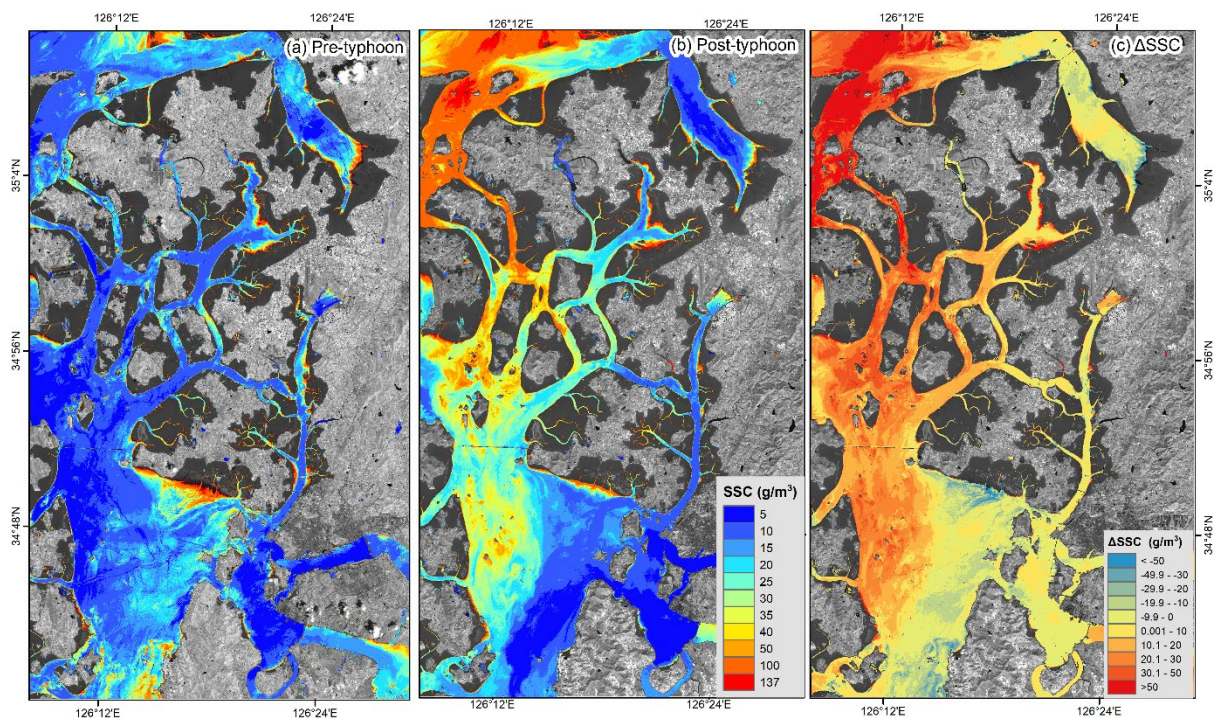 126°12'E 126°24'E 126°12'E 126°24'E 126°12'E 126°24'E
(a) Pre-typhoon (b) Post-typhoon (c) ΔSSC
35°4'N 35°4'N
34°56'N 34°56'N
34°48'N 34°48'N
SSC (g/m³)
5
10
15
20
25
30
35
40
50
100
137
ΔSSC (g/m³)
< -50
-49.9 - -30
-29.9 - -20
-19.9 - -10
-9.9 - 0
0.001 - 10
10.1 - 20
20.1 - 30
30.1 - 50
>50
126°12'E 126°24'E 126°12'E 126°24'E 126°12'E 126°24'E